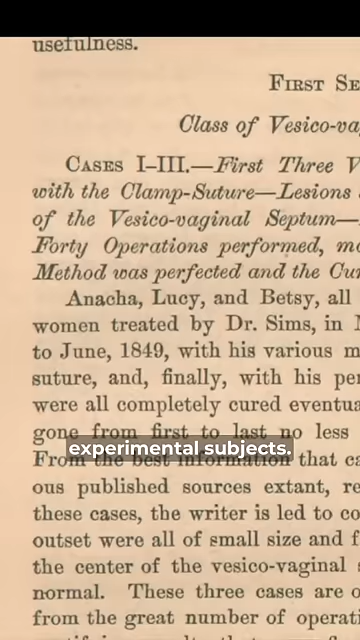 usefulness.
FIRST SE
Class of Vesico-va
CASES I-III.—First Three V
with the Clamp-Suture—Lesions
of the Vesico-vaginal Septum—
Forty Operations performed, m
Method was perfected and the Cu
Anacha, Lucy, and Betsy, all
women treated by Dr. Sims, in
to June, 1849, with his various m
suture, and, finally, with his pe
were all completely cured eventua
gone from first to last no less
experimental subjects.
From the best information that ca
ous published sources extant, re
these cases, the writer is led to co
outset were all of small size and f
the center of the vesico-vaginal
normal. These three cases are o
from the great number of operati